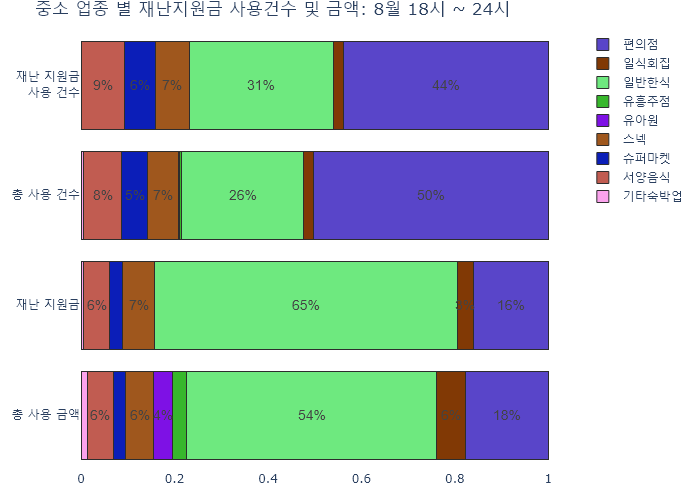 중소 업종 별 재난지원금 사용건수 및 금액: 8월 18시 ~ 24시
재난 지원금
사용 건수
9%
6%
7%
31%
44%
총 사용 건수
8%
5%
7%
26%
50%
재난 지원금
6%
7%
65%
16%
총 사용 금액
6%
6%
4%
54%
6%
18%
0
0.2
0.4
0.6
0.8
1
편의점
일식회집
일반한식
유흥주점
유아원
스넥
슈퍼마켓
서양음식
기타숙박업